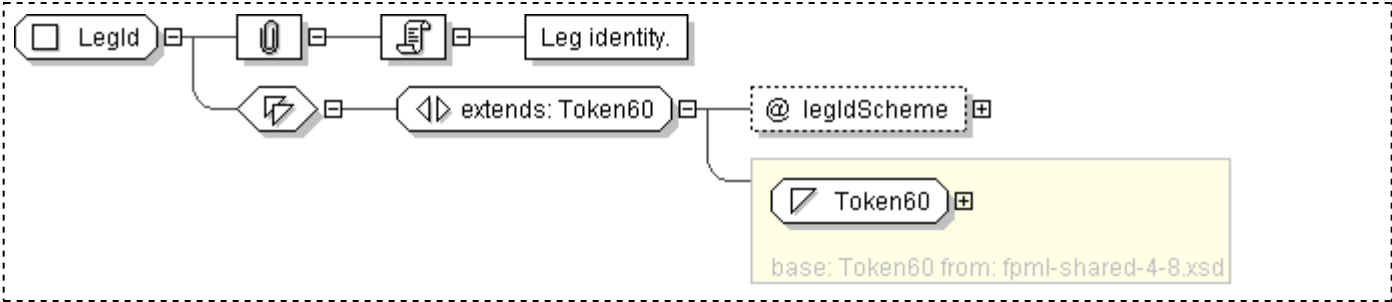 LegId
Leg identity.
extends: Token60
@ legIdScheme
Token60
base: Token60 from: fpml-shared-4-8.xsd